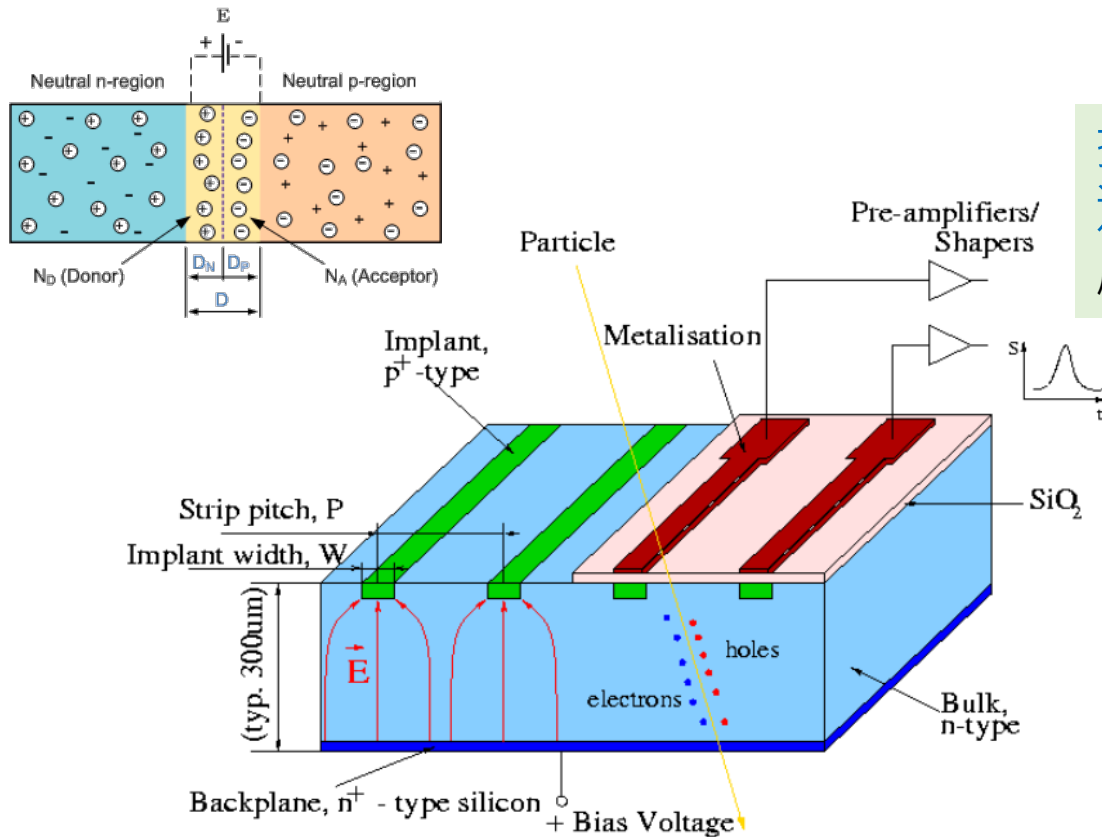 E
+ -
Neutral n-region
Neutral p-region
N_D (Donor)
D_N
D_P
N_A (Acceptor)
D
Particle
Pre-amplifiers/
Shapers
Implant,
p⁺-type
Metalisation
S
t
Strip pitch, P
SiO₂
Implant width, W
(typ. 300um)
E
holes
electrons
Bulk,
n-type
Backplane, n⁺ - type silicon
+ Bias Voltage